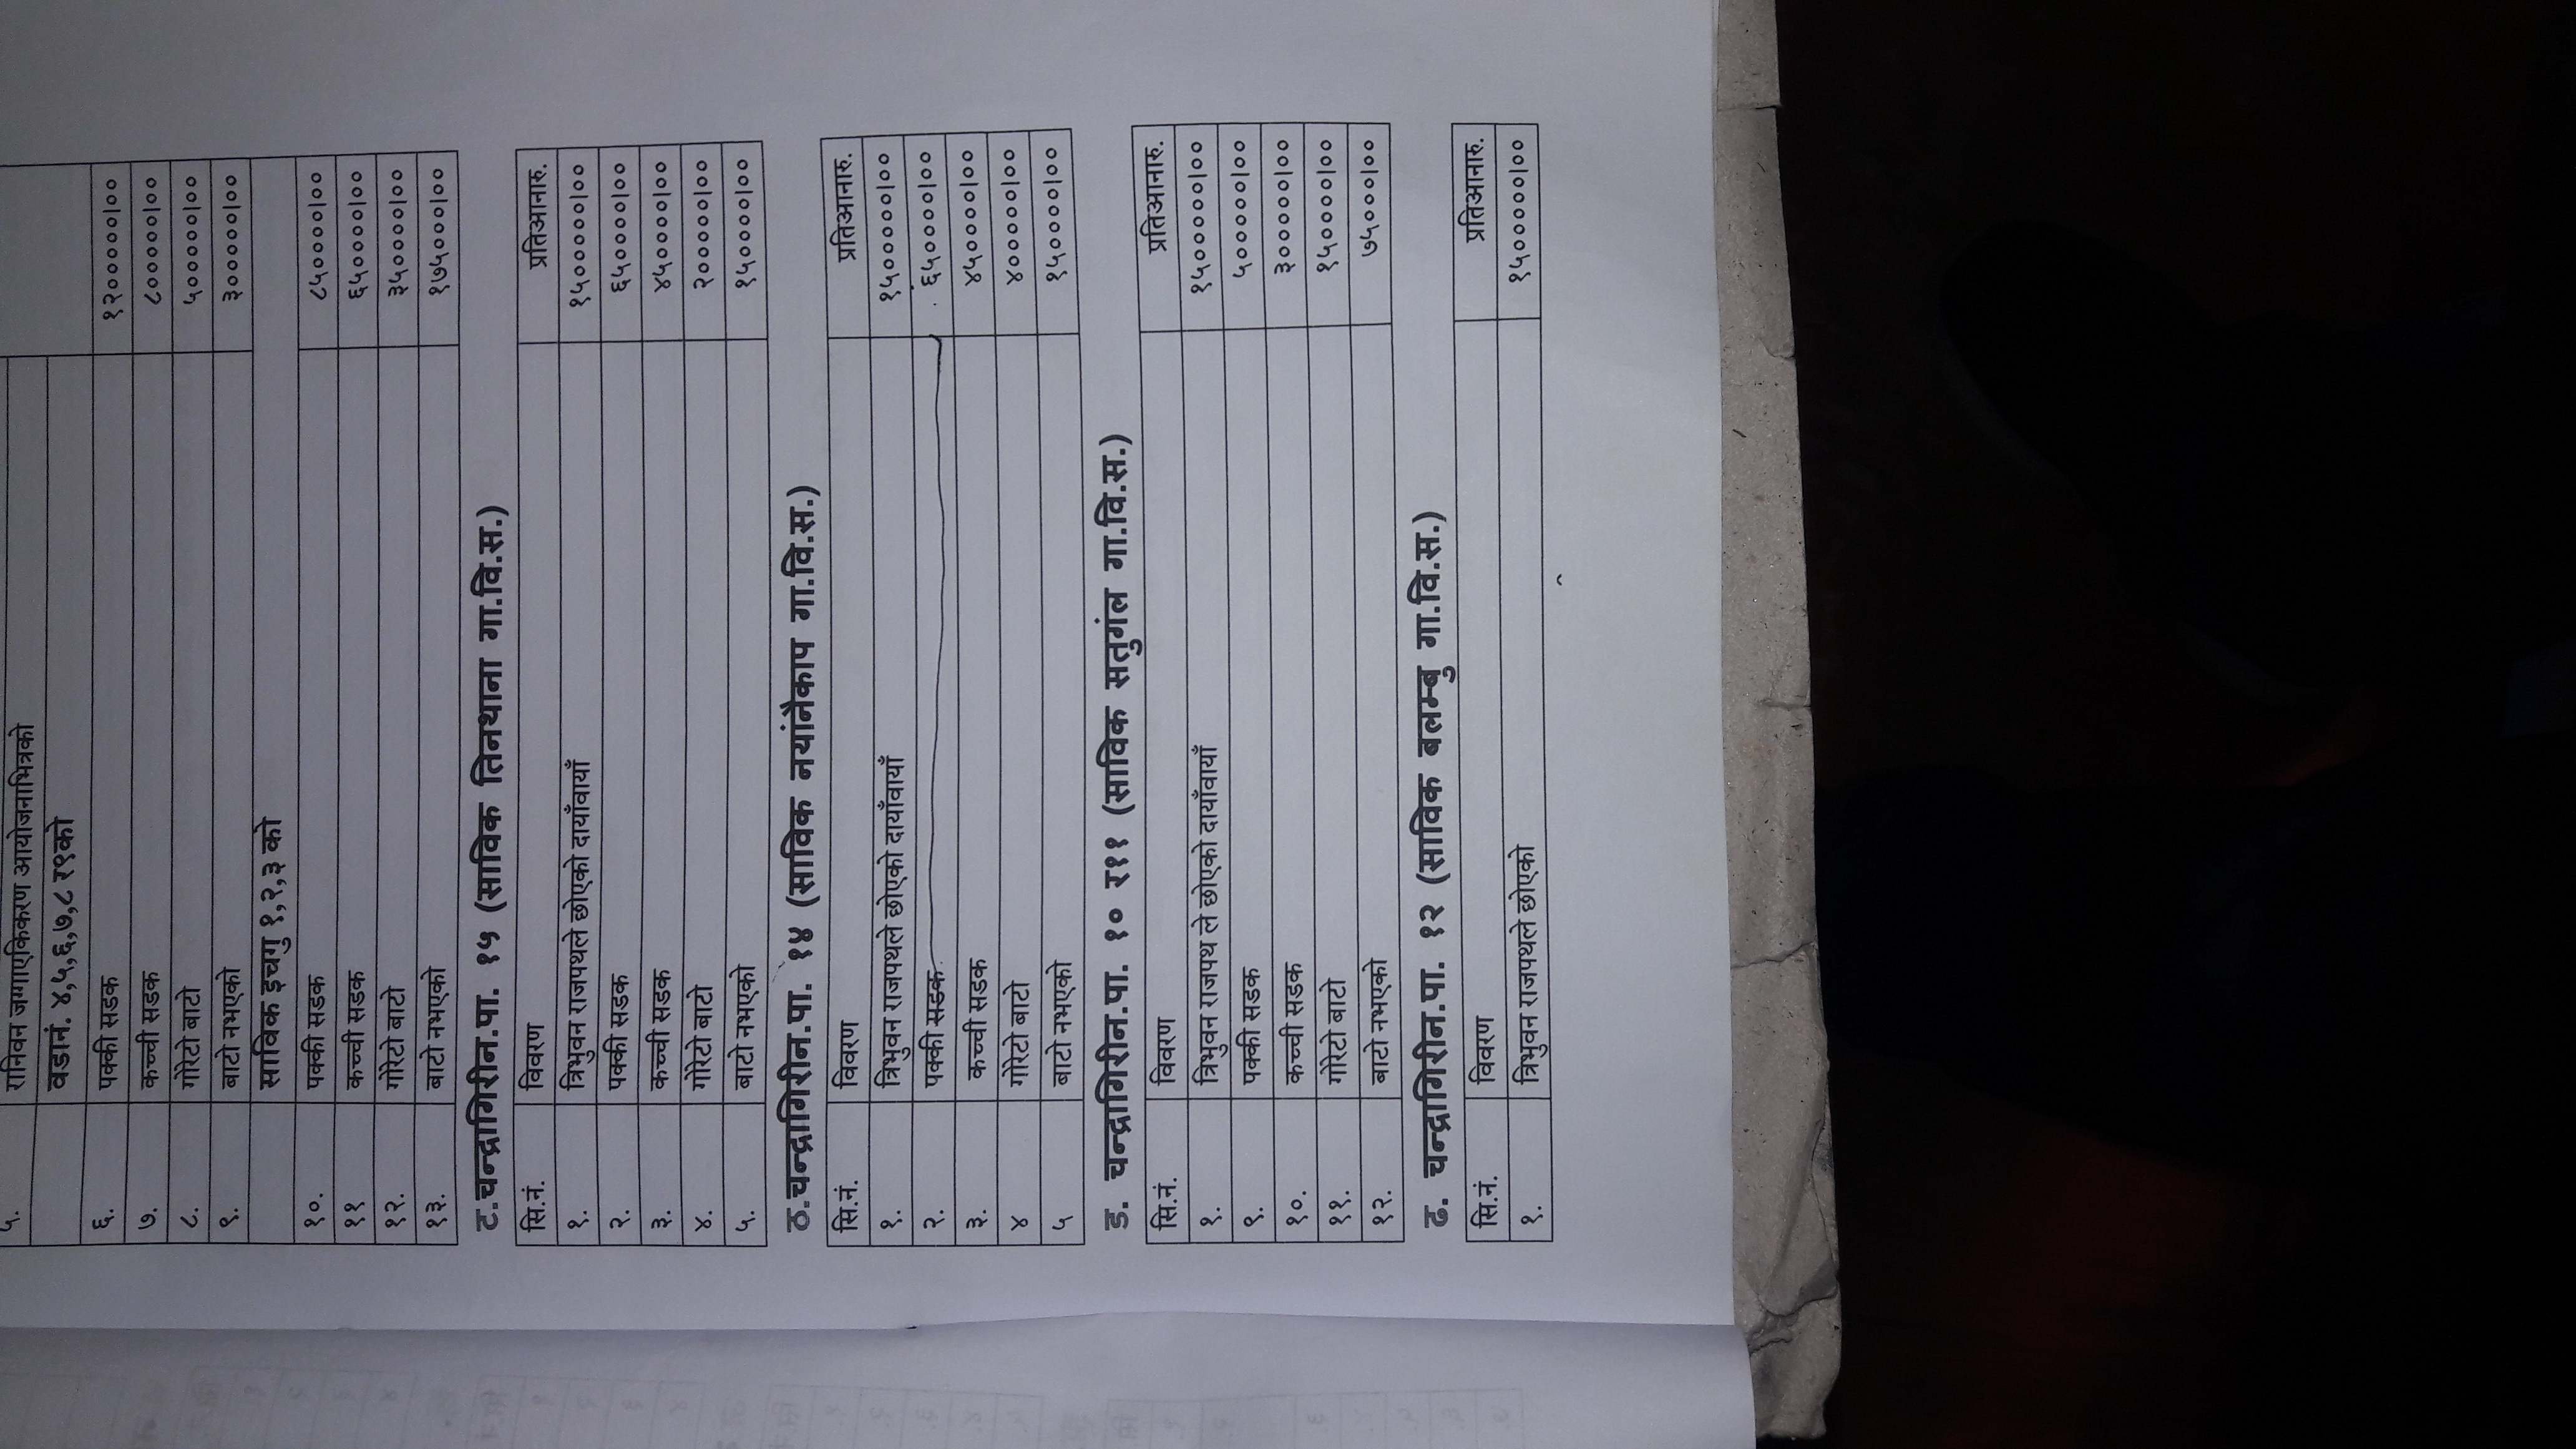 ५. रानिवन जग्गाएकिकरण आयोजनाभित्रको
वडानं. ४,५,६,७,८ र९को
६. पक्की सडक १२०००००|००
७. कच्ची सडक ८०००००|००
८. गोरेटो बाटो ५०००००|००
९. बाटो नभएको ३०००००|००
साविक इचगु १,२,३ को
१०. पक्की सडक ८५००००|००
११ कच्ची सडक ६५००००|००
१२. गोरेटो बाटो ३५००००|००
१३. बाटो नभएको १७५०००|००
ट.चन्द्रागिरीन.पा. १५ (साविक तिनथाना गा.वि.स.)
सि.नं. विवरण प्रतिआनारु.
१. त्रिभुवन राजपथले छोएको दायाँवायाँ १५०००००|००
२. पक्की सडक ६५००००|००
३. कच्ची सडक ४५००००|००
४. गोरेटो बाटो २०००००|००
५. बाटो नभएको १५००००|००
ठ.चन्द्रागिरीन.पा. १४ (साविक नयांनैकाप गा.वि.स.)
सि.नं. विवरण प्रतिआनारु.
१. त्रिभुवन राजपथले छोएको दायाँवायाँ १५०००००|००
२. पक्की सडक ६५००००|००
३. कच्ची सडक ४५००००|००
४ गोरेटो बाटो ४०००००|००
५ बाटो नभएको १५००००|००
ड. चन्द्रागिरीन.पा. १० र११ (साविक सतुगंल गा.वि.स.)
सि.नं. विवरण प्रतिआनारु.
१. त्रिभुवन राजपथ ले छोएको दायाँवायाँ १५०००००|००
९. पक्की सडक ५०००००|००
१०. कच्ची सडक ३०००००|००
११. गोरेटो बाटो १५००००|००
१२. बाटो नभएको ७५०००|००
ढ. चन्द्रागिरीन.पा. १२ (साविक बलम्बु गा.वि.स.)
सि.नं. विवरण प्रतिआनारु.
१. त्रिभुवन राजपथले छोएको १५०००००|००